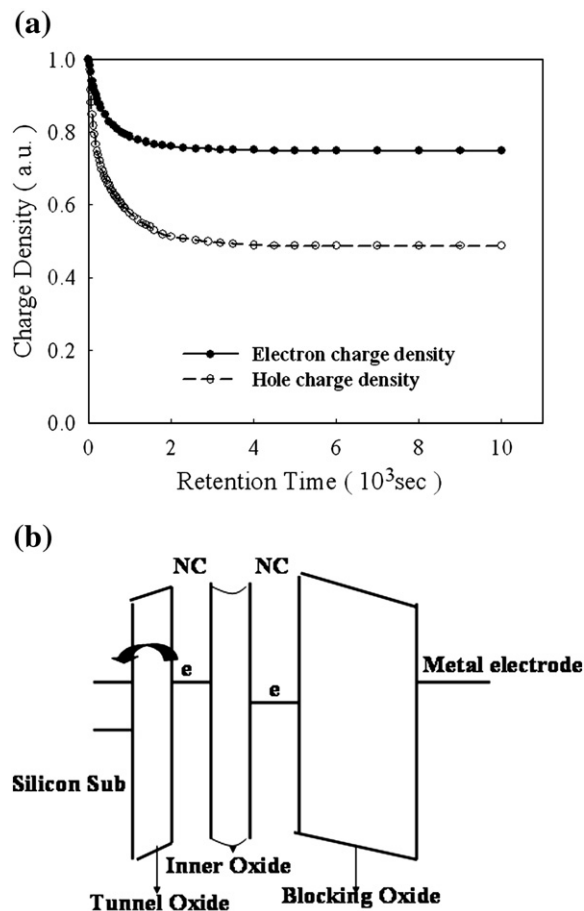 (a)
1.0
0.8
0.6
0.4
0.2
0.0
Charge Density ( a.u. )
Electron charge density
Hole charge density
0 2 4 6 8 10
Retention Time ( 10³sec )
(b)
NC NC
e
e
Metal electrode
Silicon Sub
Inner Oxide
Tunnel Oxide
Blocking Oxide